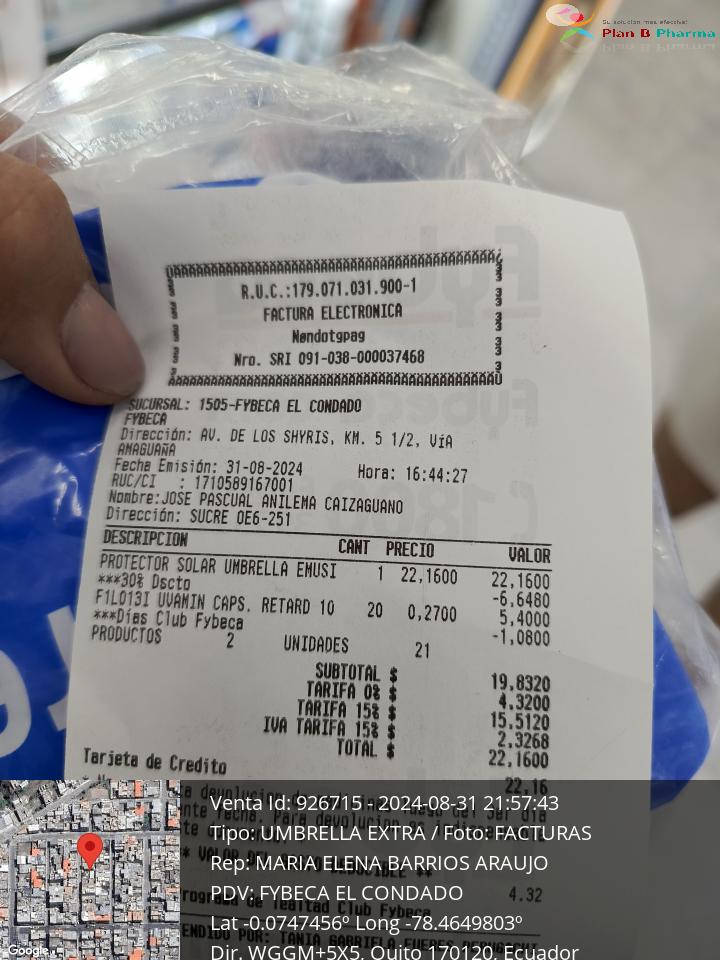 Su solucion mas efectiva!
Plan B Pharma
R.U.C.:179.071.031.900-1
FACTURA ELECTRONICA
Nandotgpag
Nro. SRI 091-038-000037468
SUCURSAL: 1505-FYBECA EL CONDADO
FYBECA
Dirección: AV. DE LOS SHYRIS, KM. 5 1/2, VíA
AMAGUAÑA
Fecha Emisión: 31-08-2024 Hora: 16:44:27
RUC/CI : 1710589167001
Nombre:JOSE PASCUAL ANILEMA CAIZAGUANO
Dirección: SUCRE OE6-251
DESCRIPCION CANT PRECIO VALOR
PROTECTOR SOLAR UMBRELLA EMUSI 1 22,1600 22,1600
***30% Dscto -6,6480
F1L013I UVAMIN CAPS. RETARD 10 20 0,2700 5,4000
***Días Club Fybeca -1,0800
PRODUCTOS 2 UNIDADES 21
SUBTOTAL $ 19,8320
TARIFA 0% $ 4,3200
TARIFA 15% $ 15,5120
IVA TARIFA 15% $ 2,3268
TOTAL $ 22,1600
Tarjeta de Credito 22,16
4.32
Club Fybeca
Venta Id: 926715 - 2024-08-31 21:57:43
Tipo: UMBRELLA EXTRA / Foto: FACTURAS
Rep: MARIA ELENA BARRIOS ARAUJO
PDV: FYBECA EL CONDADO
Lat -0.0747456º Long -78.4649803º
Dir. WGGM+5X5, Quito 170120, Ecuador
Google